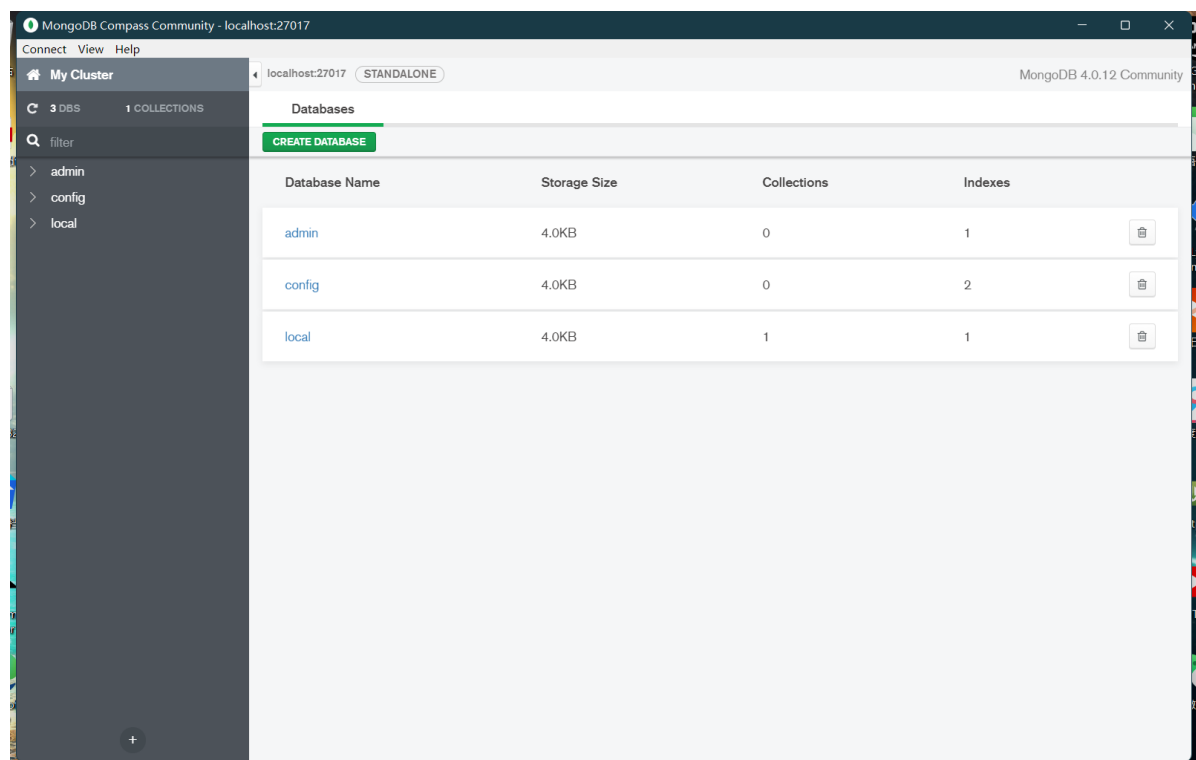 MongoDB Compass Community - localhost:27017
Connect View Help
My Cluster
localhost:27017 STANDALONE
MongoDB 4.0.12 Community
3 DBS 1 COLLECTIONS
Databases
filter
CREATE DATABASE
admin
config
local
Database Name Storage Size Collections Indexes
admin 4.0KB 0 1
config 4.0KB 0 2
local 4.0KB 1 1